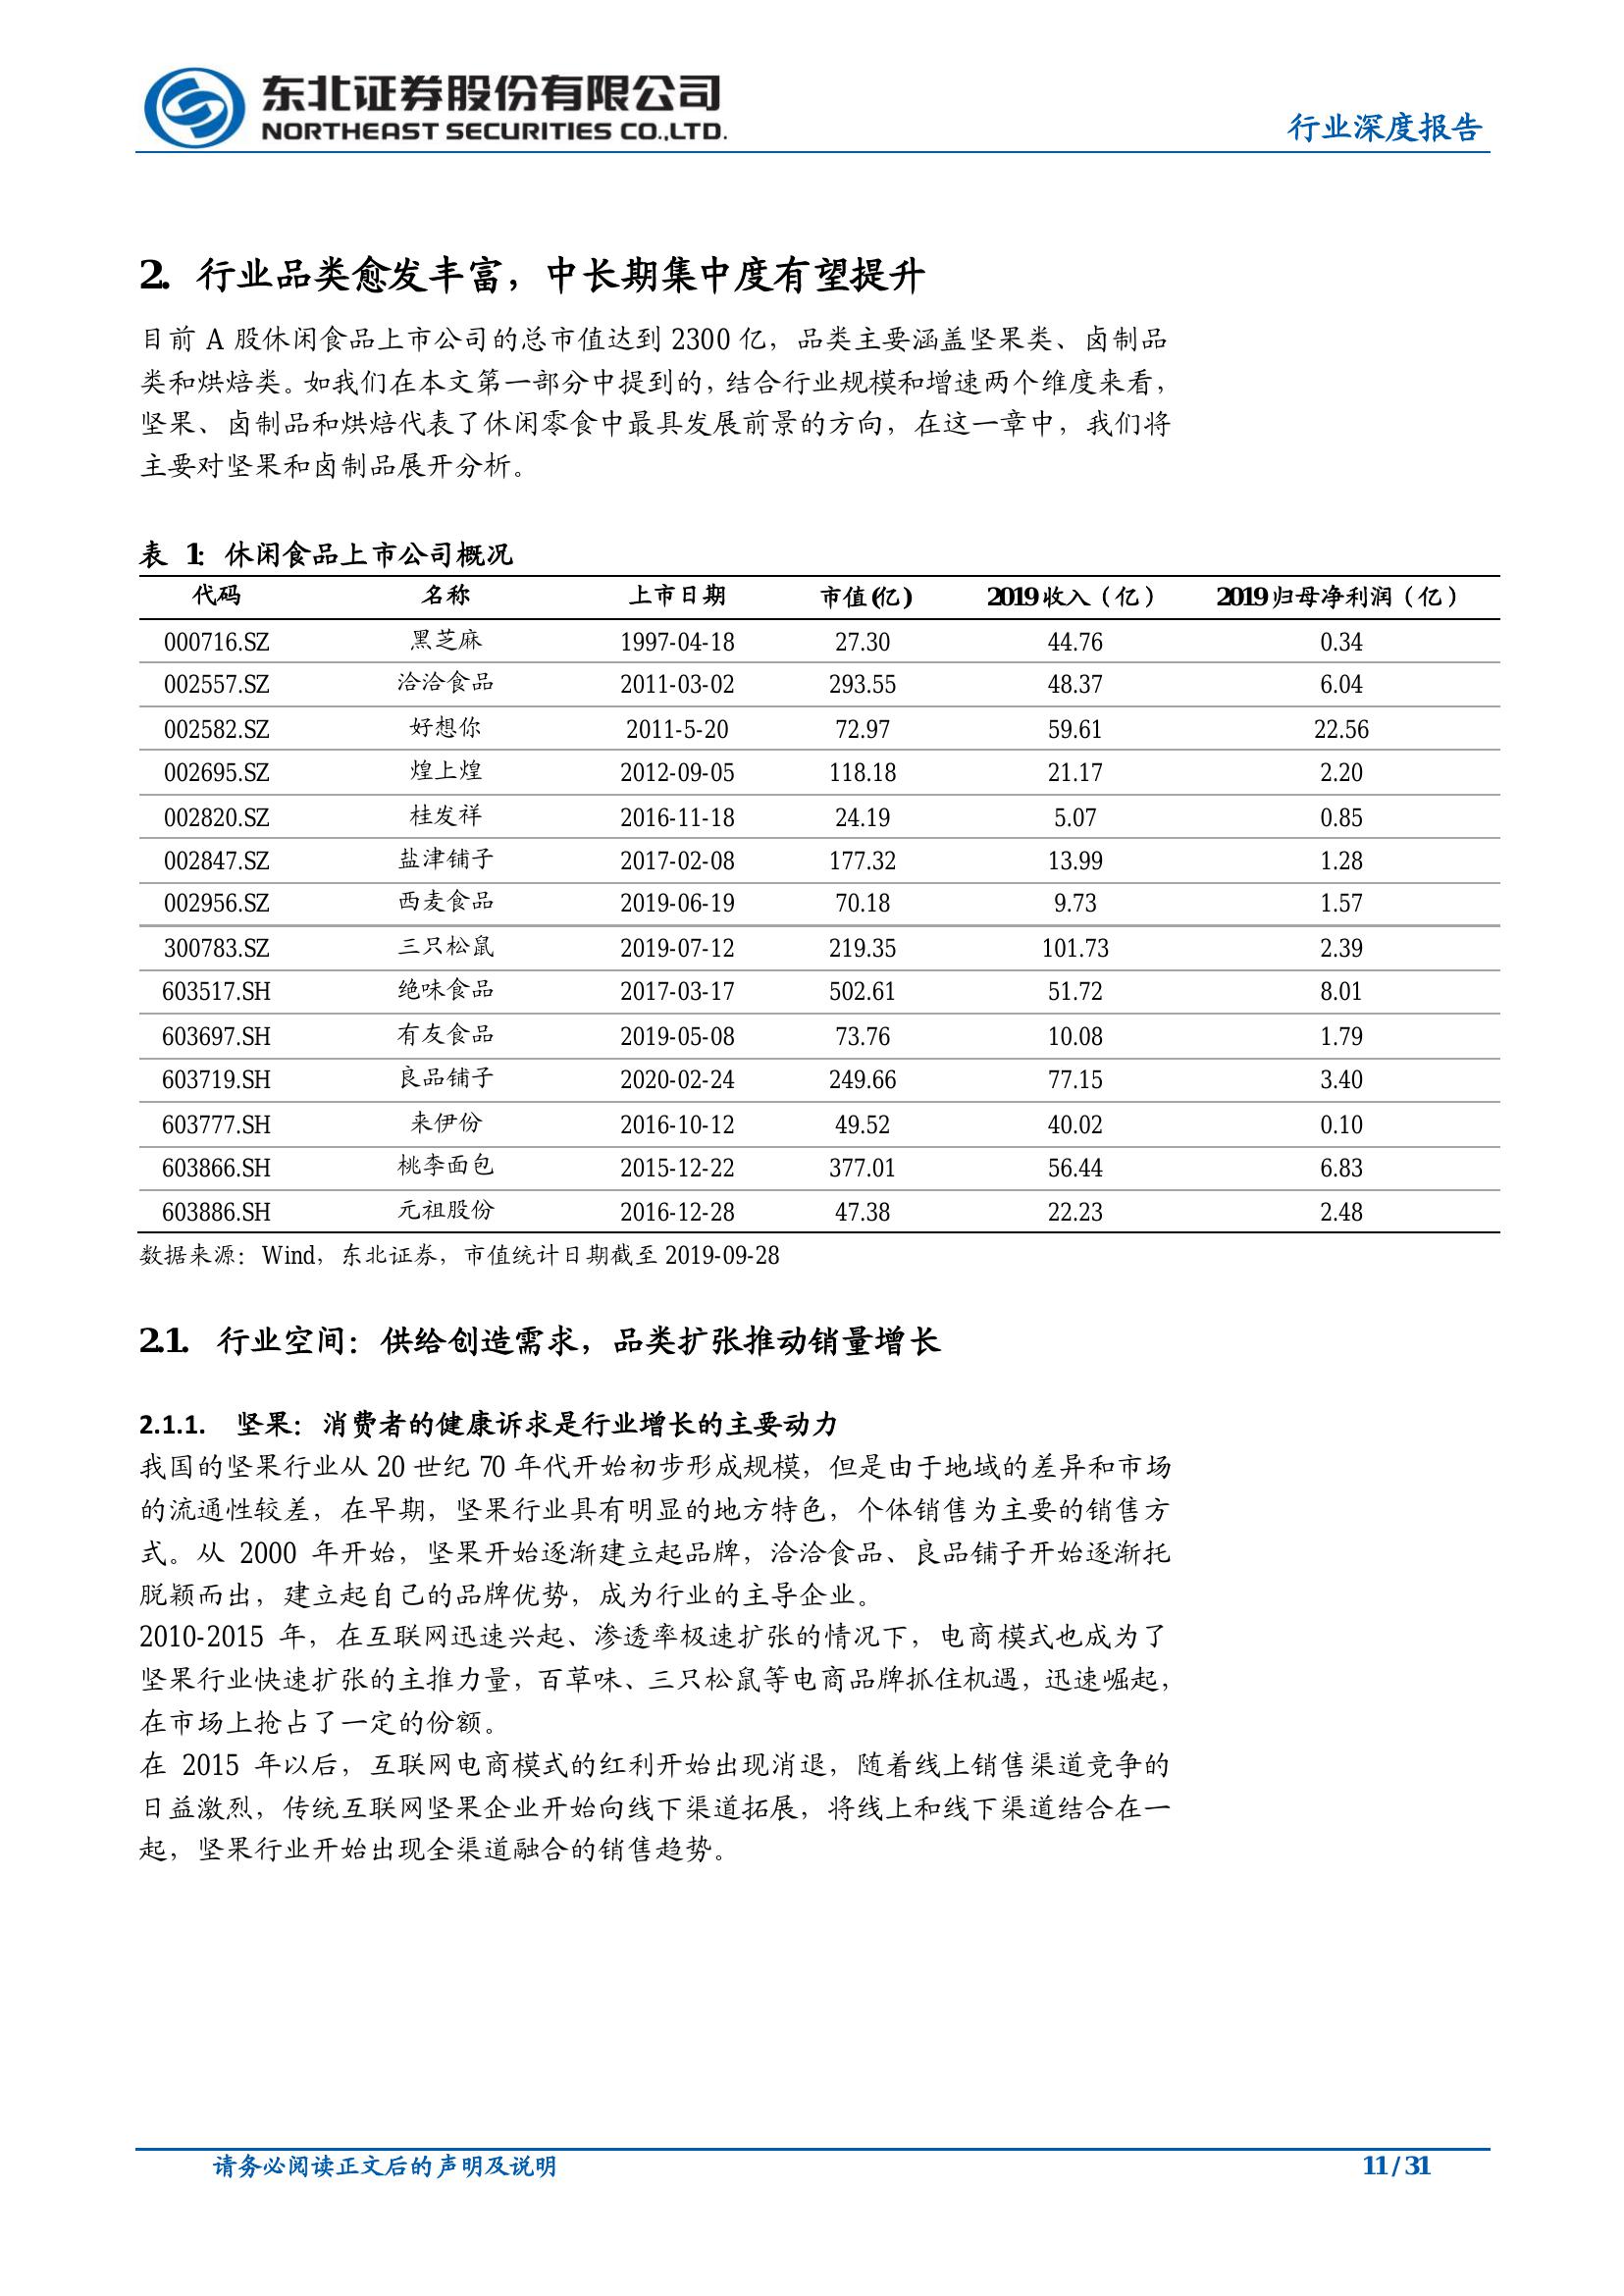 东北证券股份有限公司
NORTHEAST SECURITIES CO.,LTD.
行业深度报告
2. 行业品类愈发丰富，中长期集中度有望提升
目前 A 股休闲食品上市公司的总市值达到 2300 亿，品类主要涵盖坚果类、卤制品
类和烘焙类。如我们在本文第一部分中提到的，结合行业规模和增速两个维度来看，
坚果、卤制品和烘焙代表了休闲零食中最具发展前景的方向，在这一章中，我们将
主要对坚果和卤制品展开分析。
表 1：休闲食品上市公司概况
代码 名称 上市日期 市值(亿) 2019 收入（亿） 2019 归母净利润（亿）
000716.SZ 黑芝麻 1997-04-18 27.30 44.76 0.34
002557.SZ 洽洽食品 2011-03-02 293.55 48.37 6.04
002582.SZ 好想你 2011-5-20 72.97 59.61 22.56
002695.SZ 煌上煌 2012-09-05 118.18 21.17 2.20
002820.SZ 桂发祥 2016-11-18 24.19 5.07 0.85
002847.SZ 盐津铺子 2017-02-08 177.32 13.99 1.28
002956.SZ 西麦食品 2019-06-19 70.18 9.73 1.57
300783.SZ 三只松鼠 2019-07-12 219.35 101.73 2.39
603517.SH 绝味食品 2017-03-17 502.61 51.72 8.01
603697.SH 有友食品 2019-05-08 73.76 10.08 1.79
603719.SH 良品铺子 2020-02-24 249.66 77.15 3.40
603777.SH 来伊份 2016-10-12 49.52 40.02 0.10
603866.SH 桃李面包 2015-12-22 377.01 56.44 6.83
603886.SH 元祖股份 2016-12-28 47.38 22.23 2.48
数据来源：Wind，东北证券，市值统计日期截至 2019-09-28
2.1. 行业空间：供给创造需求，品类扩张推动销量增长
2.1.1. 坚果：消费者的健康诉求是行业增长的主要动力
我国的坚果行业从 20 世纪 70 年代开始初步形成规模，但是由于地域的差异和市场
的流通性较差，在早期，坚果行业具有明显的地方特色，个体销售为主要的销售方
式。从 2000 年开始，坚果开始逐渐建立起品牌，洽洽食品、良品铺子开始逐渐托
脱颖而出，建立起自己的品牌优势，成为行业的主导企业。
2010-2015 年，在互联网迅速兴起、渗透率极速扩张的情况下，电商模式也成为了
坚果行业快速扩张的主推力量，百草味、三只松鼠等电商品牌抓住机遇，迅速崛起，
在市场上抢占了一定的份额。
在 2015 年以后，互联网电商模式的红利开始出现消退，随着线上销售渠道竞争的
日益激烈，传统互联网坚果企业开始向线下渠道拓展，将线上和线下渠道结合在一
起，坚果行业开始出现全渠道融合的销售趋势。
请务必阅读正文后的声明及说明
11 / 31